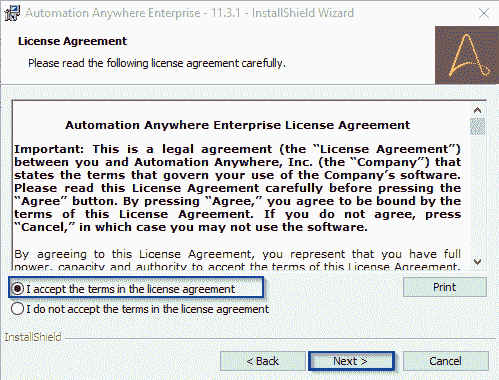 Automation Anywhere Enterprise - 11.3.1 - InstallShield Wizard
License Agreement
Please read the following license agreement carefully.
Automation Anywhere Enterprise License Agreement
Important: This is a legal agreement (the “License Agreement”)
between you and Automation Anywhere, Inc. (the “Company”) that
states the terms that govern your use of the Company’s software.
Please read this License Agreement carefully before pressing the
“Agree” button. By pressing “Agree,” you agree to be bound by the
terms of this License Agreement. If you do not agree, press
“Cancel,” in which case you may not use the software.
By agreeing to this License Agreement, you represent that you have full
power, capacity and authority to accept the terms of this License Agreement.
I accept the terms in the license agreement
Print
I do not accept the terms in the license agreement
InstallShield
< Back
Next >
Cancel